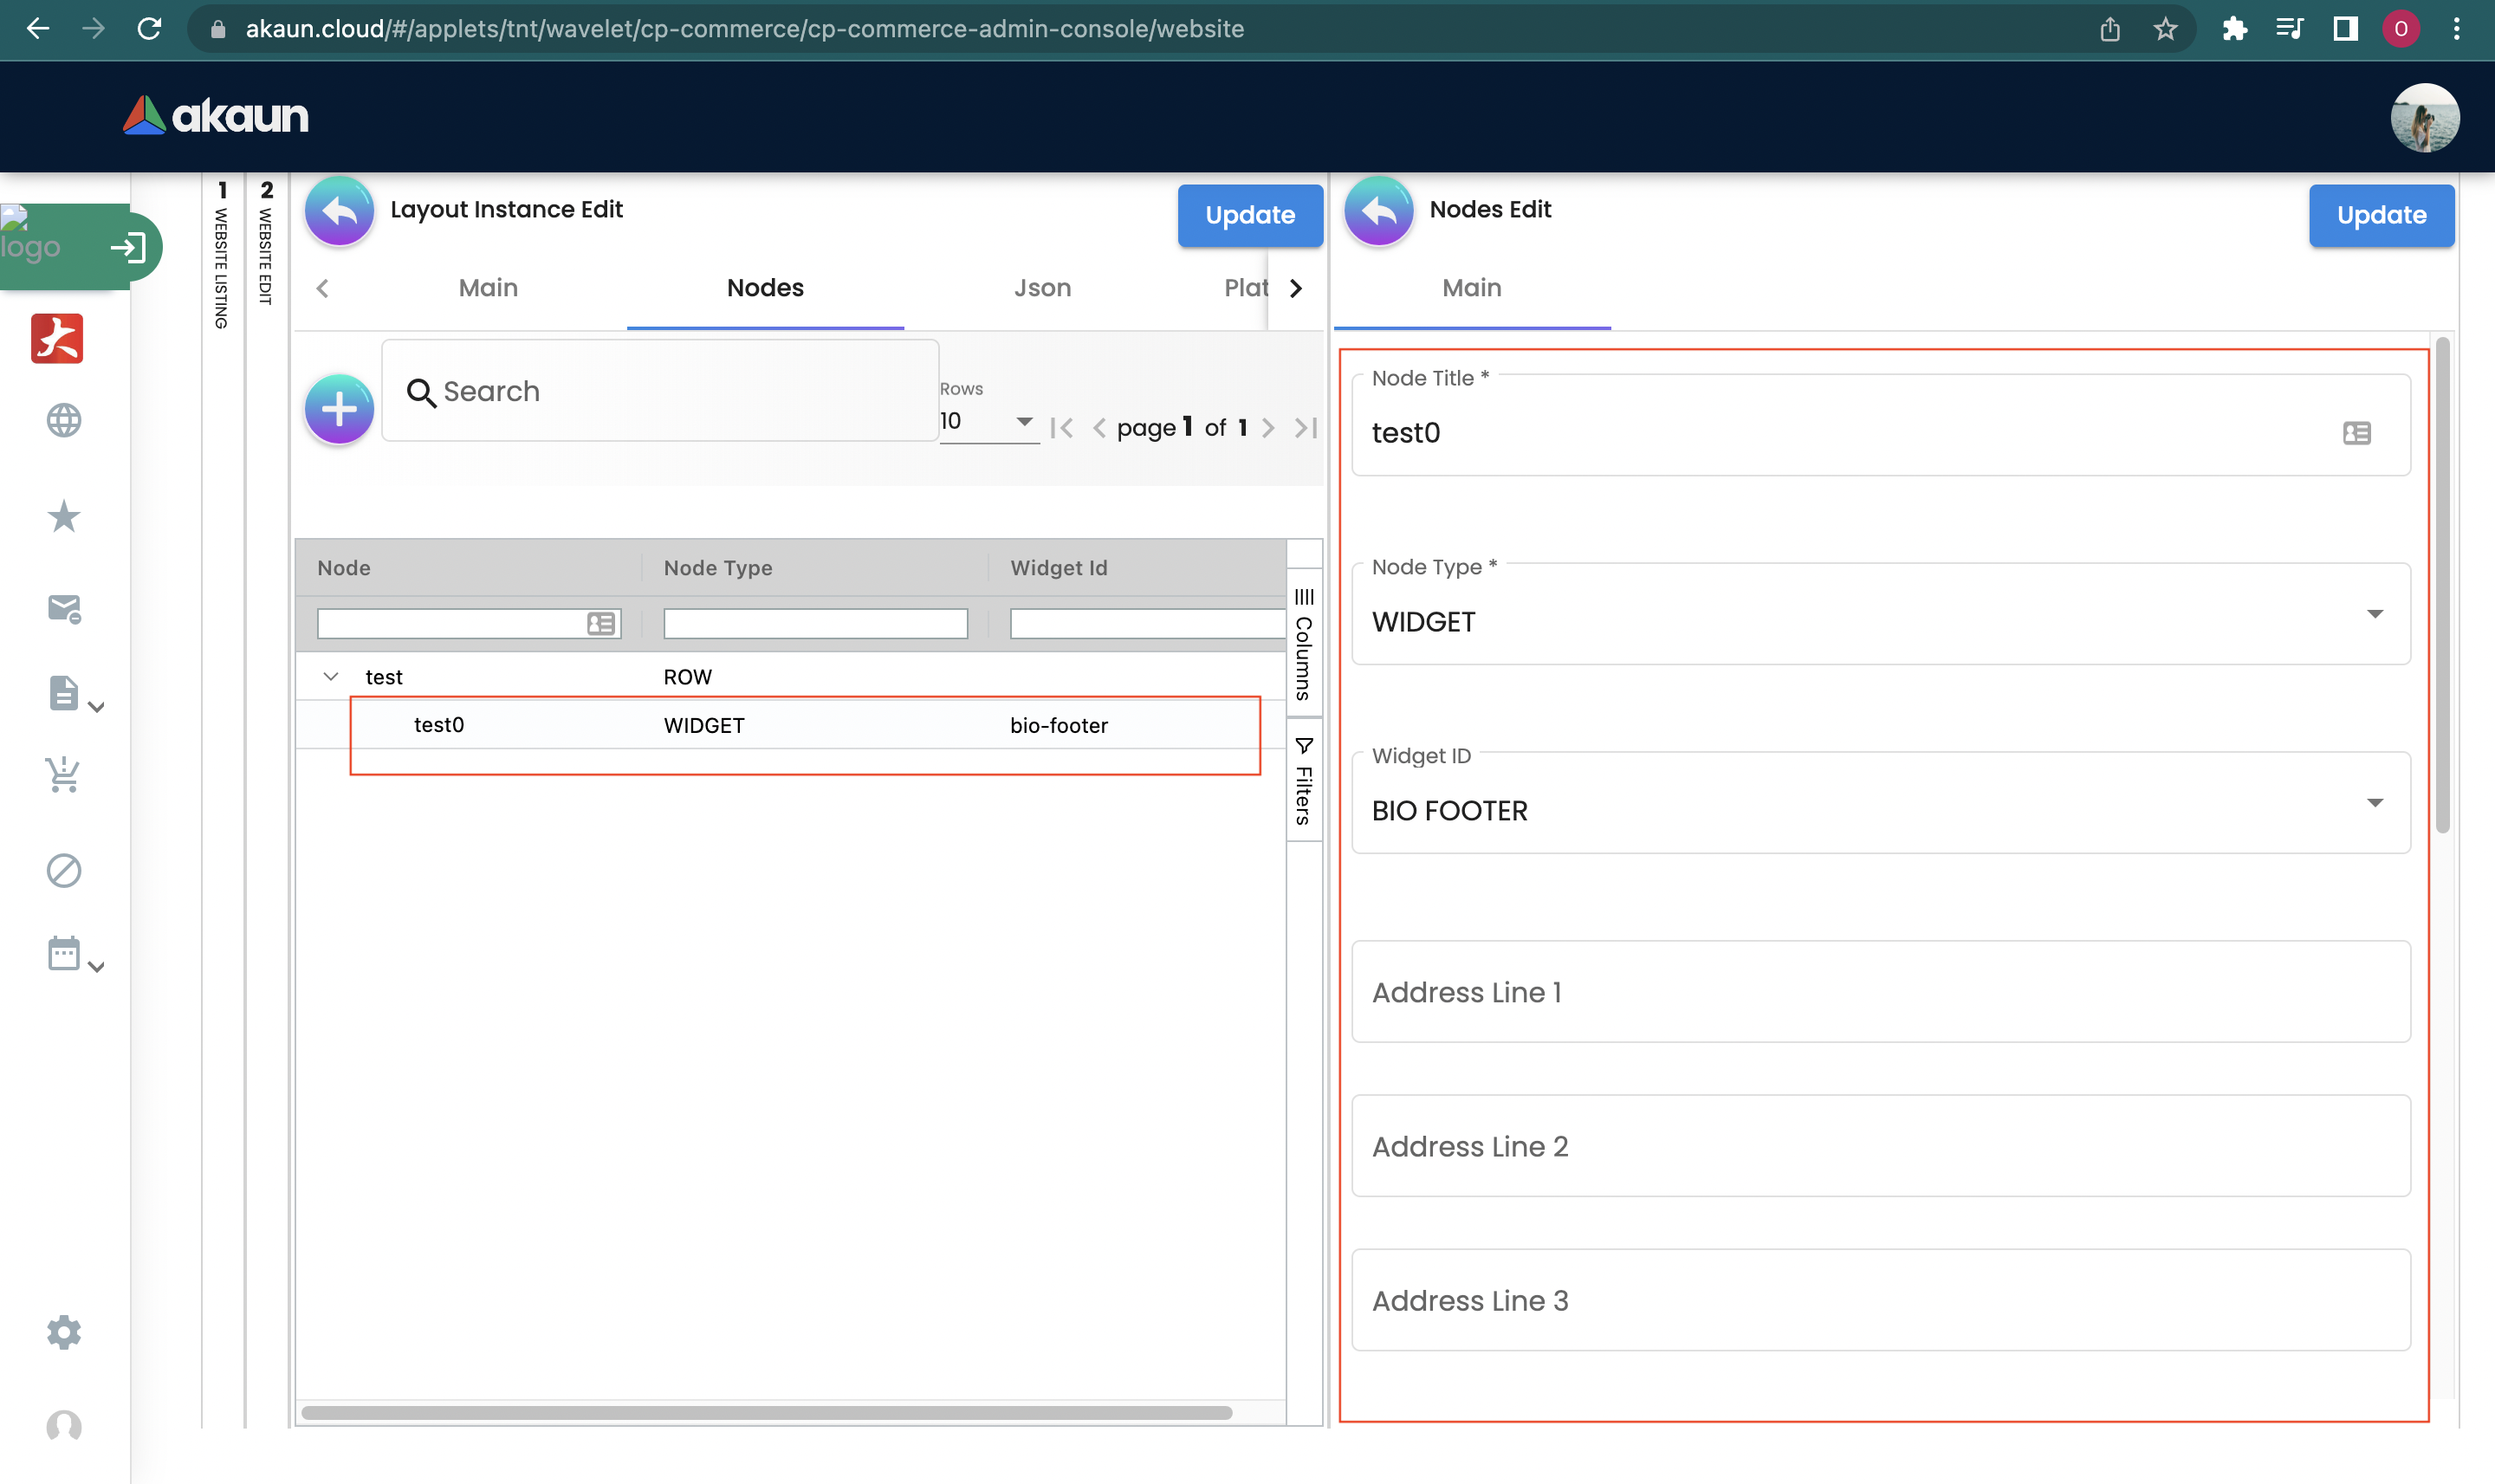 akaun.cloud/#/applets/tnt/wavelet/cp-commerce/cp-commerce-admin-console/website
O
akaun
logo
1 WEBSITE LISTING
2 WEBSITE EDIT
Layout Instance Edit
Update
Main
Nodes
Json
Plat
Search
Rows
10
page 1 of 1
Node
Node Type
Widget Id
test
ROW
test0
WIDGET
bio-footer
Columns
Filters
Nodes Edit
Update
Main
Node Title *
test0
Node Type *
WIDGET
Widget ID
BIO FOOTER
Address Line 1
Address Line 2
Address Line 3